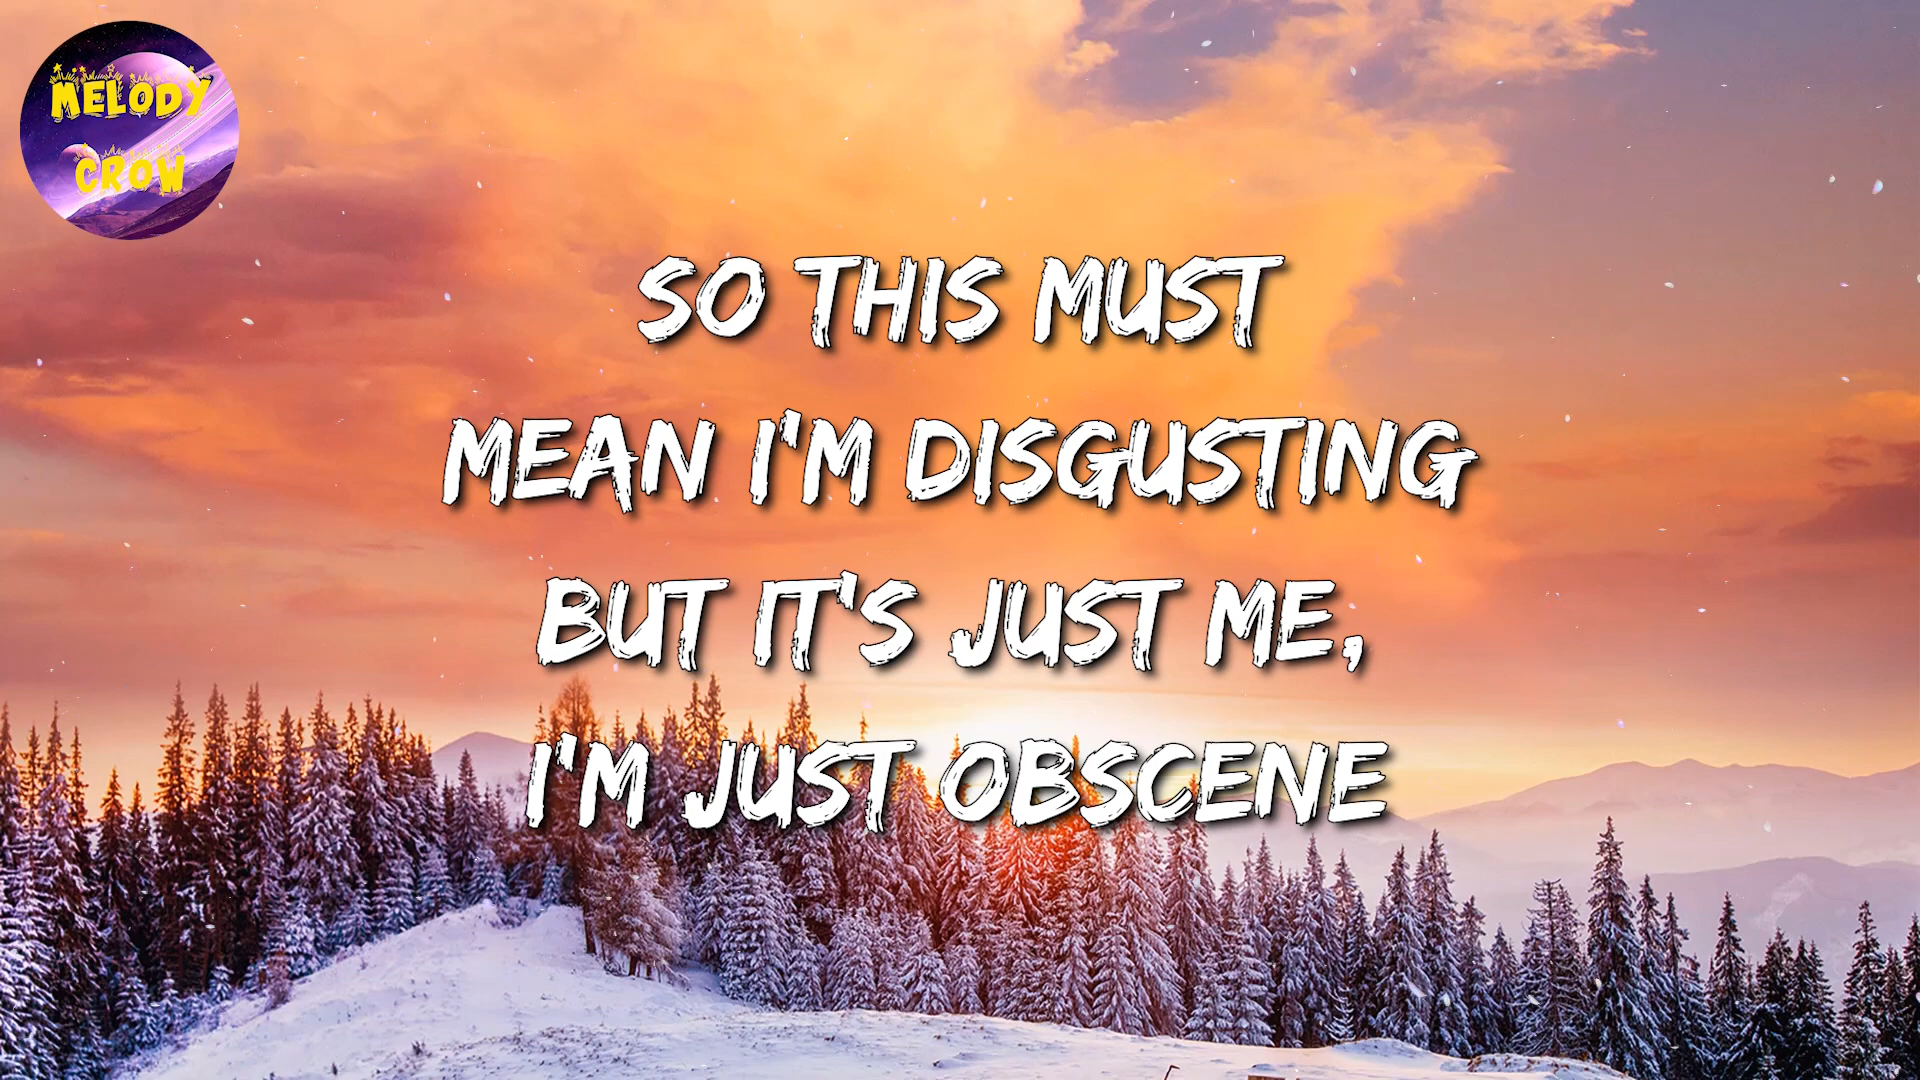 MELODY
CROW
SO THIS MUST
MEAN I'M DISGUSTING
BUT IT'S JUST ME,
I'M JUST OBSCENE